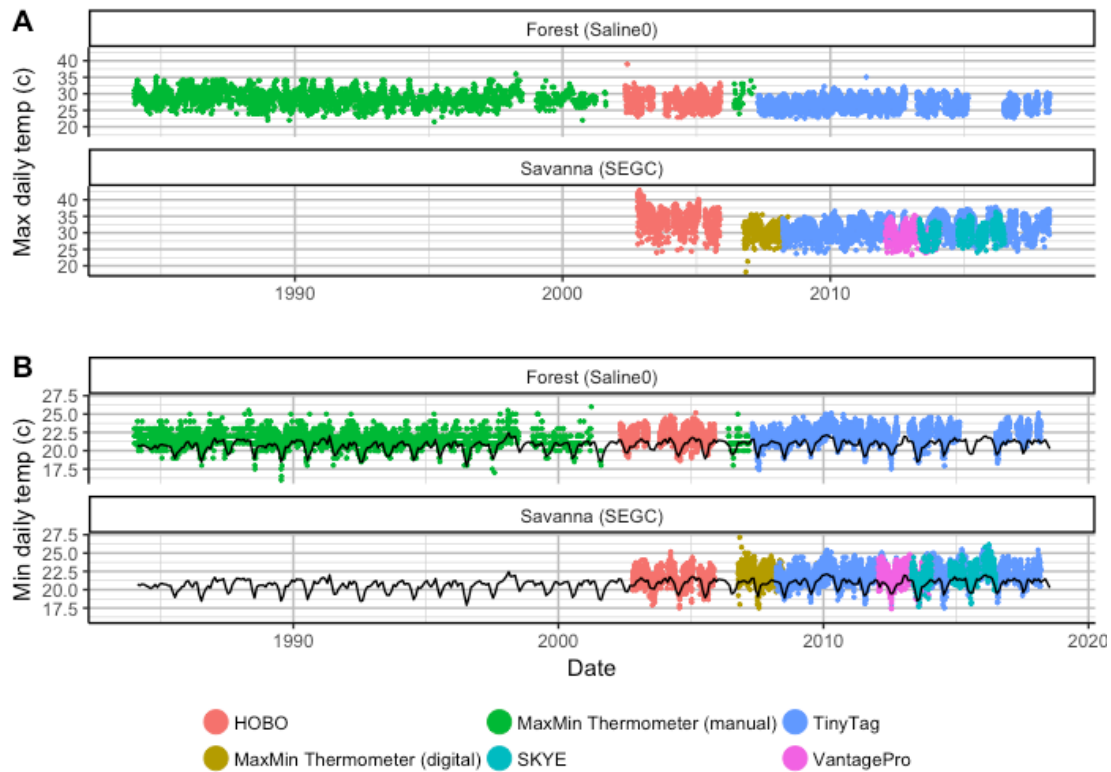 A
Forest (Saline0)
40
35
30
25
20
Savanna (SEGC)
40
35
30
25
20
Max daily temp (c)
1990 2000 2010
B
Forest (Saline0)
27.5
25.0
22.5
20.0
17.5
Savanna (SEGC)
27.5
25.0
22.5
20.0
17.5
Min daily temp (c)
1990 2000 2010 2020
Date
HOBO MaxMin Thermometer (manual) TinyTag
MaxMin Thermometer (digital) SKYE VantagePro